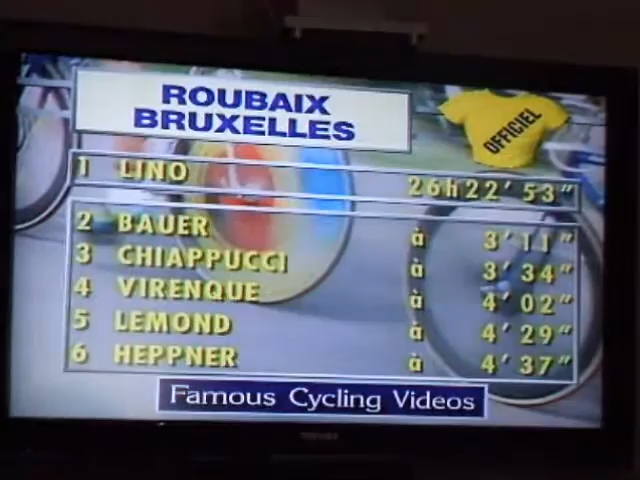 ROUBAIX
BRUXELLES
OFFICIEL
1 LINO 26h22'53"
2 BAUER à 3'11"
3 CHIAPPUCCI à 3'34"
4 VIRENQUE à 4'02"
5 LEMOND à 4'29"
6 HEPPNER à 4'37"
Famous Cycling Videos
TOSHIBA